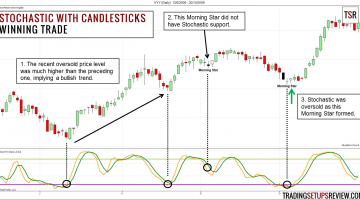 STOCHASTIC WITH CANDLESTICKS
WINNING TRADE
TSR
1. The recent oversold price level
was much higher than the preceding
one, implying a bullish trend.
2. This Morning Star did not
have Stochastic support.
Morning Star
Morning Star
3. Stochastic was
oversold as this
Morning Star formed.
TRADINGSETUPSREVIEW.COM